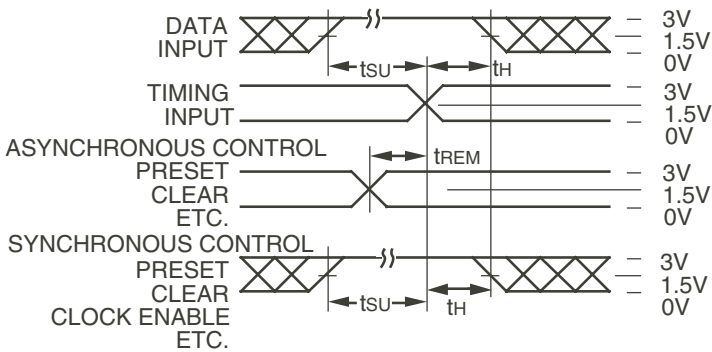 DATA
INPUT
3V
1.5V
0V
tSU
tH
TIMING
INPUT
3V
1.5V
0V
ASYNCHRONOUS CONTROL
PRESET
CLEAR
ETC.
tREM
3V
1.5V
0V
SYNCHRONOUS CONTROL
PRESET
CLEAR
CLOCK ENABLE
ETC.
tSU
tH
3V
1.5V
0V